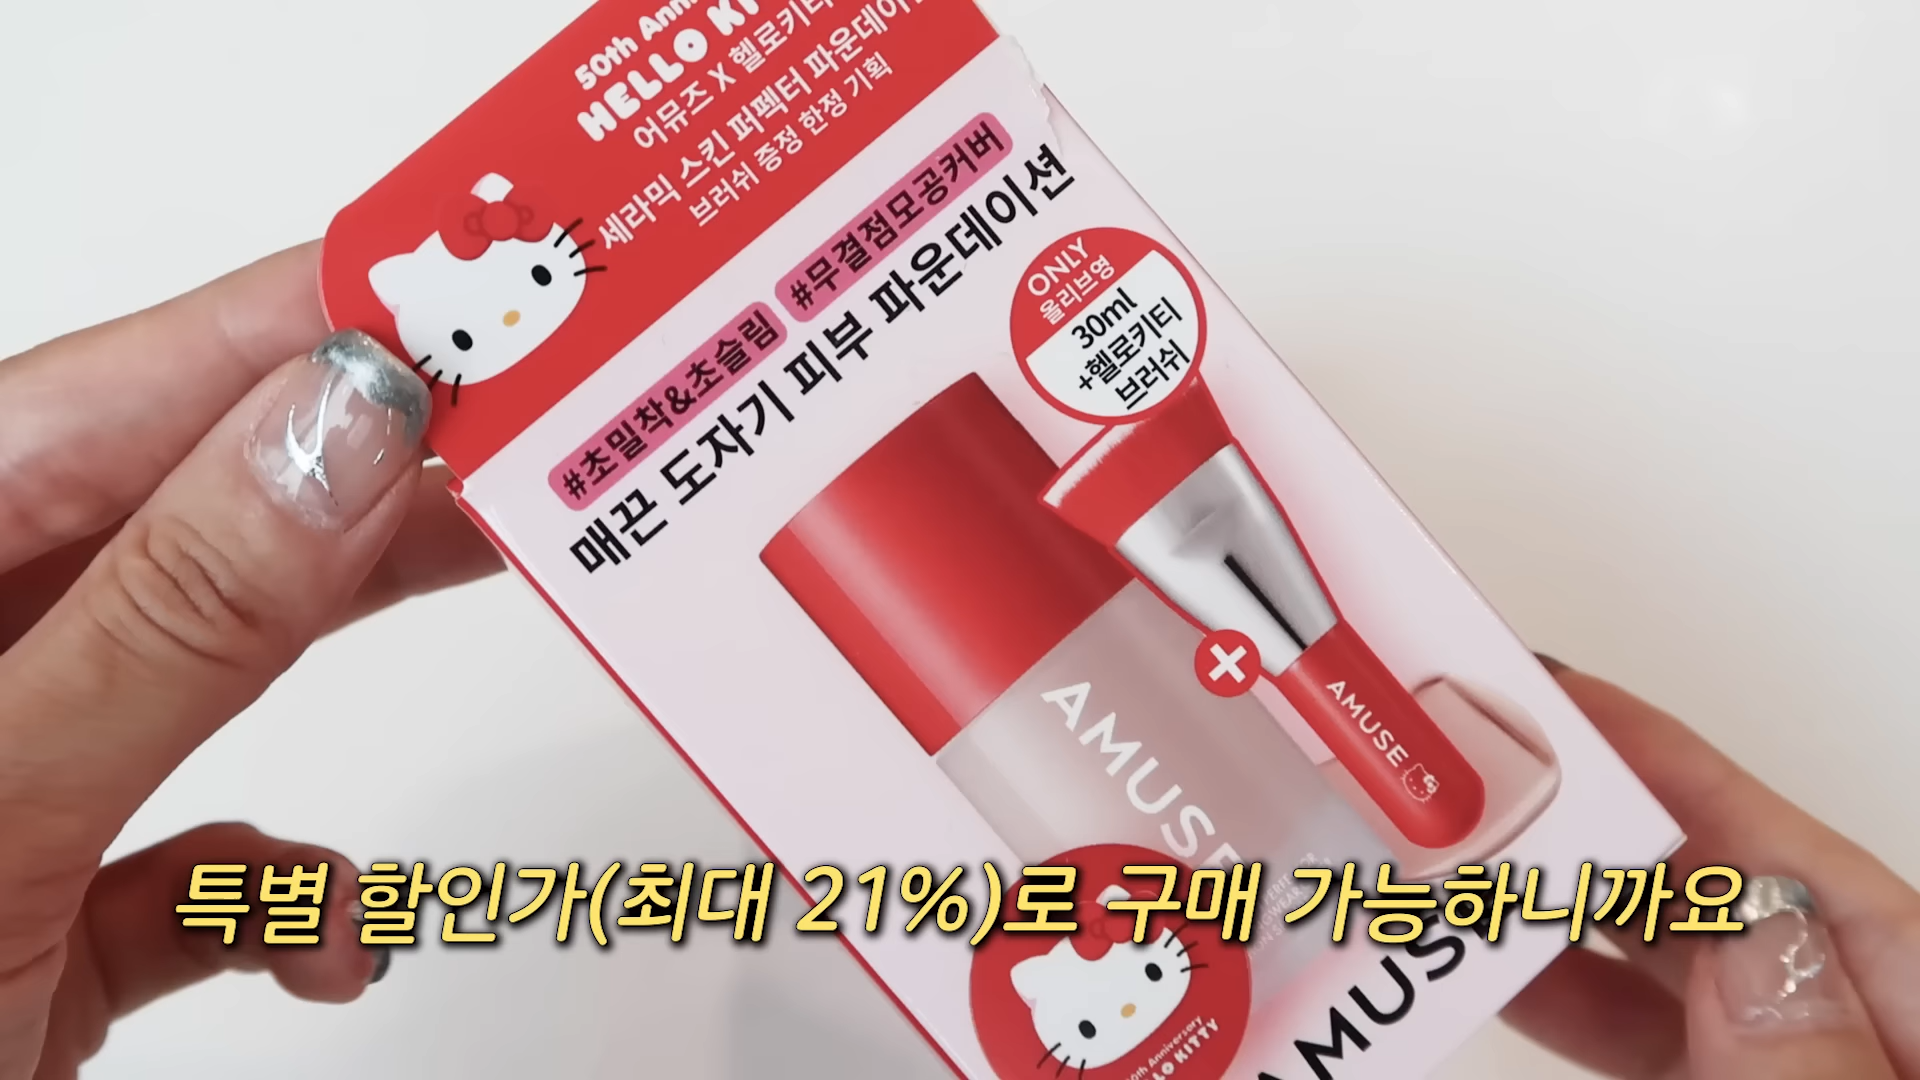 50th
HELLO
어뮤즈 X 헬로키티
세라믹 스킨 퍼펙터 파운데이션
브러쉬 증정 한정 기획
#초밀착&초슬림 #무결점모공커버
매끈 도자기 피부 파운데이션
ONLY
올리브영
30ml
+헬로키티
브러쉬
+
AMUSE
AMUSE
특별 할인가(최대 21%)로 구매 가능하니까요
Anniversary
KITTY